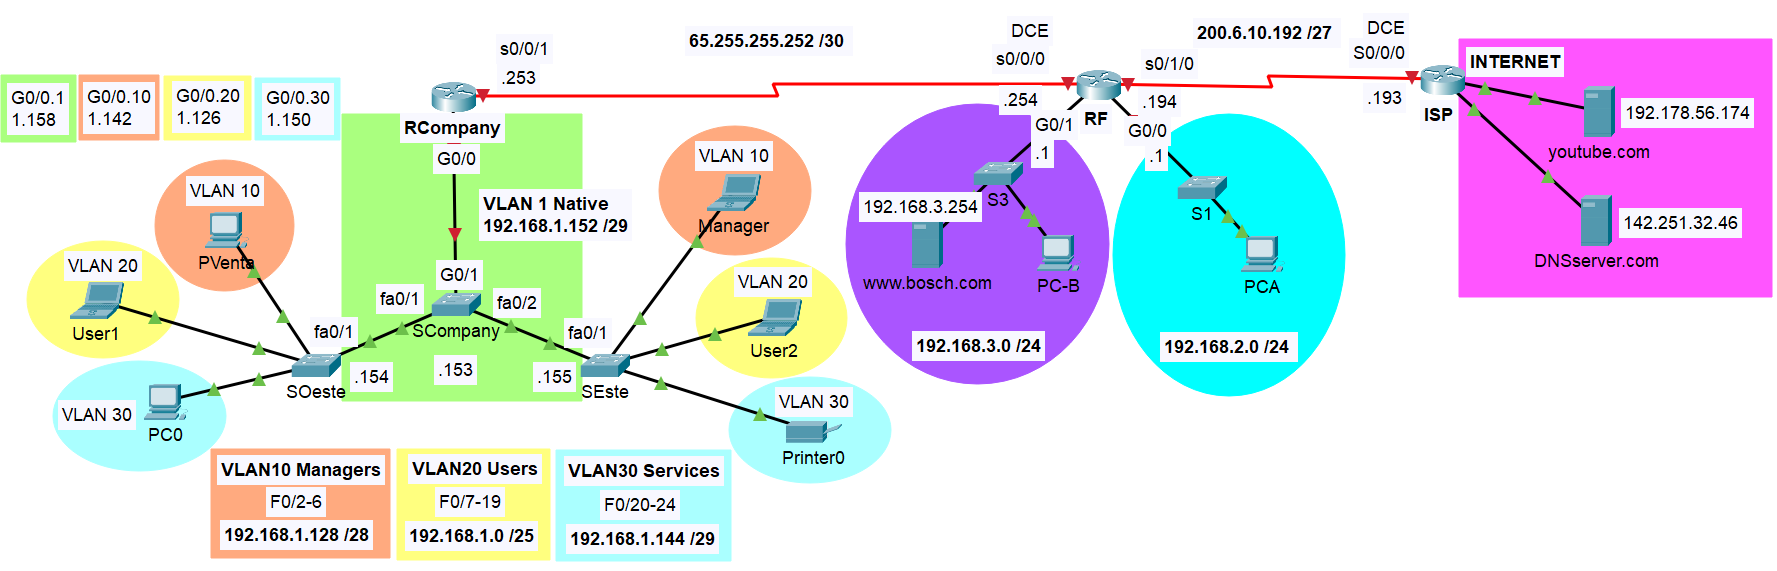 65.255.255.252 /30
DCE
s0/0/0
200.6.10.192 /27
DCE
S0/0/0
s0/0/1
.253
s0/1/0
INTERNET
G0/0.1
1.158
G0/0.10
1.142
G0/0.20
1.126
G0/0.30
1.150
RCompany
G0/0
.254
RF
.194
.193
ISP
192.178.56.174
youtube.com
G0/1
.1
G0/0
.1
VLAN 10
PVenta
VLAN 1 Native
192.168.1.152 /29
VLAN 10
Manager
192.168.3.254
www.bosch.com
S3
PC-B
S1
PCA
142.251.32.46
DNSserver.com
VLAN 20
User1
G0/1
fa0/1
fa0/2
SCompany
VLAN 20
User2
192.168.3.0 /24
192.168.2.0 /24
fa0/1
SOeste
.154
.153
.155
fa0/1
SEste
VLAN 30
PC0
VLAN 30
Printer0
VLAN10 Managers
F0/2-6
192.168.1.128 /28
VLAN20 Users
F0/7-19
192.168.1.0 /25
VLAN30 Services
F0/20-24
192.168.1.144 /29